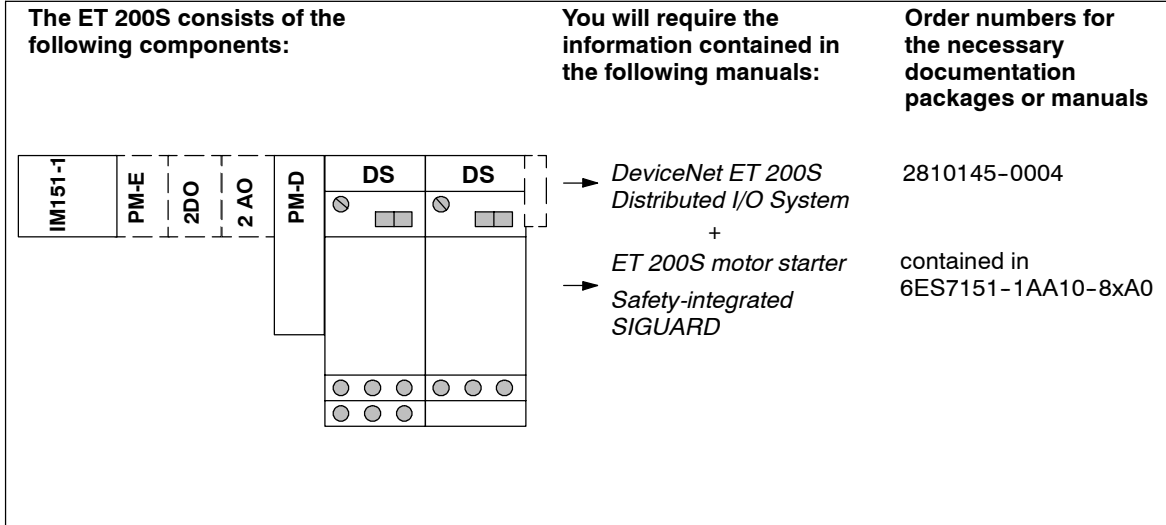 The ET 200S consists of the
following components:
You will require the
information contained in
the following manuals:
Order numbers for
the necessary
documentation
packages or manuals
IM151-1
PM-E
2DO
2 AO
PM-D
DS
DS
DeviceNet ET 200S
Distributed I/O System
+
ET 200S motor starter
Safety-integrated
SIGUARD
2810145-0004
contained in
6ES7151-1AA10-8xA0